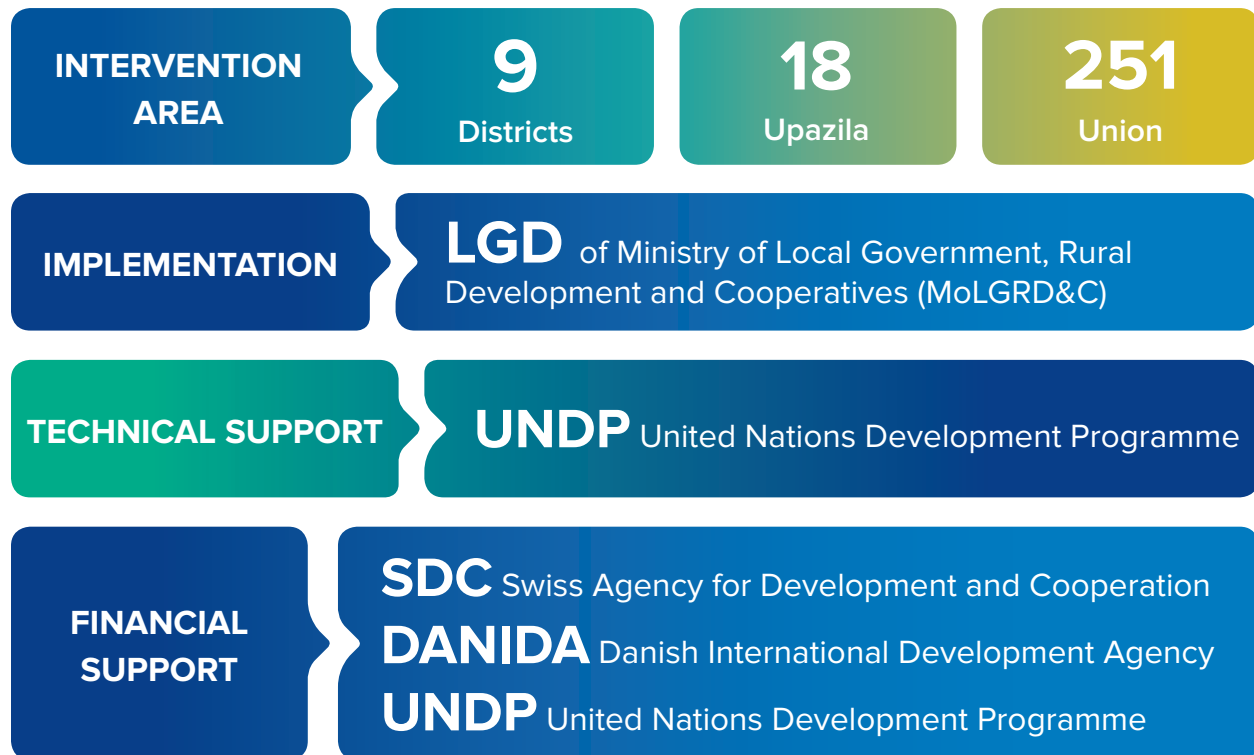 INTERVENTION
AREA
9
Districts
18
Upazila
251
Union
IMPLEMENTATION
LGD of Ministry of Local Government, Rural
Development and Cooperatives (MoLGRD&C)
TECHNICAL SUPPORT
UNDP United Nations Development Programme
FINANCIAL
SUPPORT
SDC Swiss Agency for Development and Cooperation
DANIDA Danish International Development Agency
UNDP United Nations Development Programme